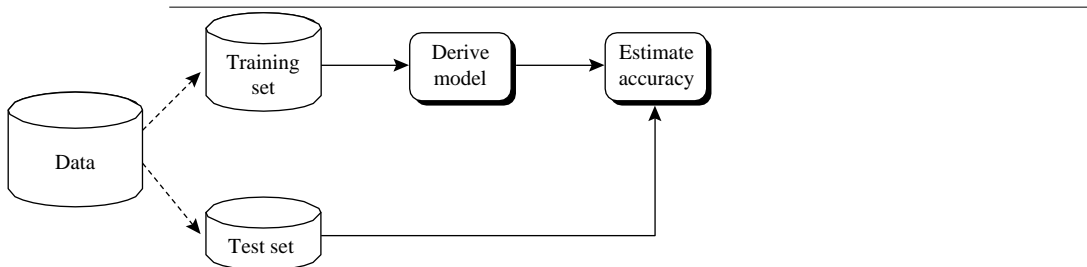 Training
set
Derive
model
Estimate
accuracy
Data
Test set